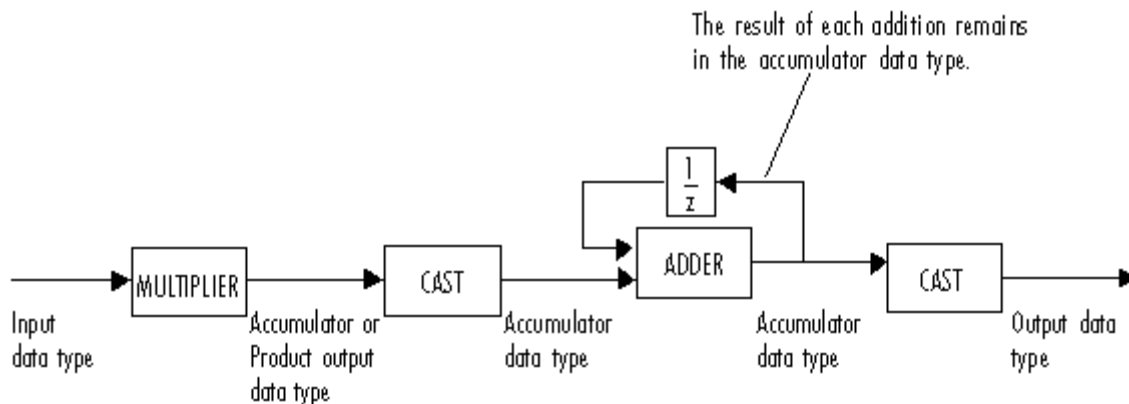 The result of each addition remains
in the accumulator data type.
1
z
MULTIPLIER
CAST
ADDER
CAST
Input
data type
Accumulator or
Product output
data type
Accumulator
data type
Accumulator
data type
Output data
type